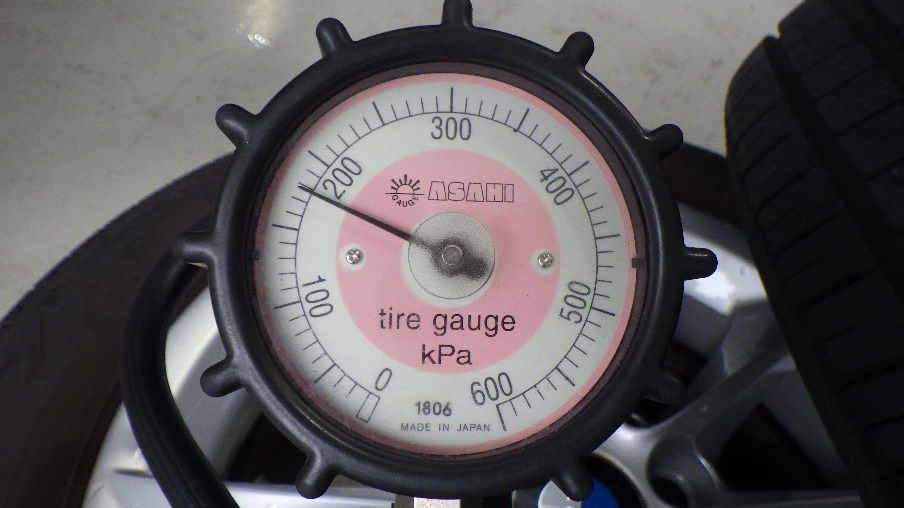 300
200
400
GAUGE
ASAHI
100
500
tire gauge
kPa
0
600
1806
MADE IN JAPAN